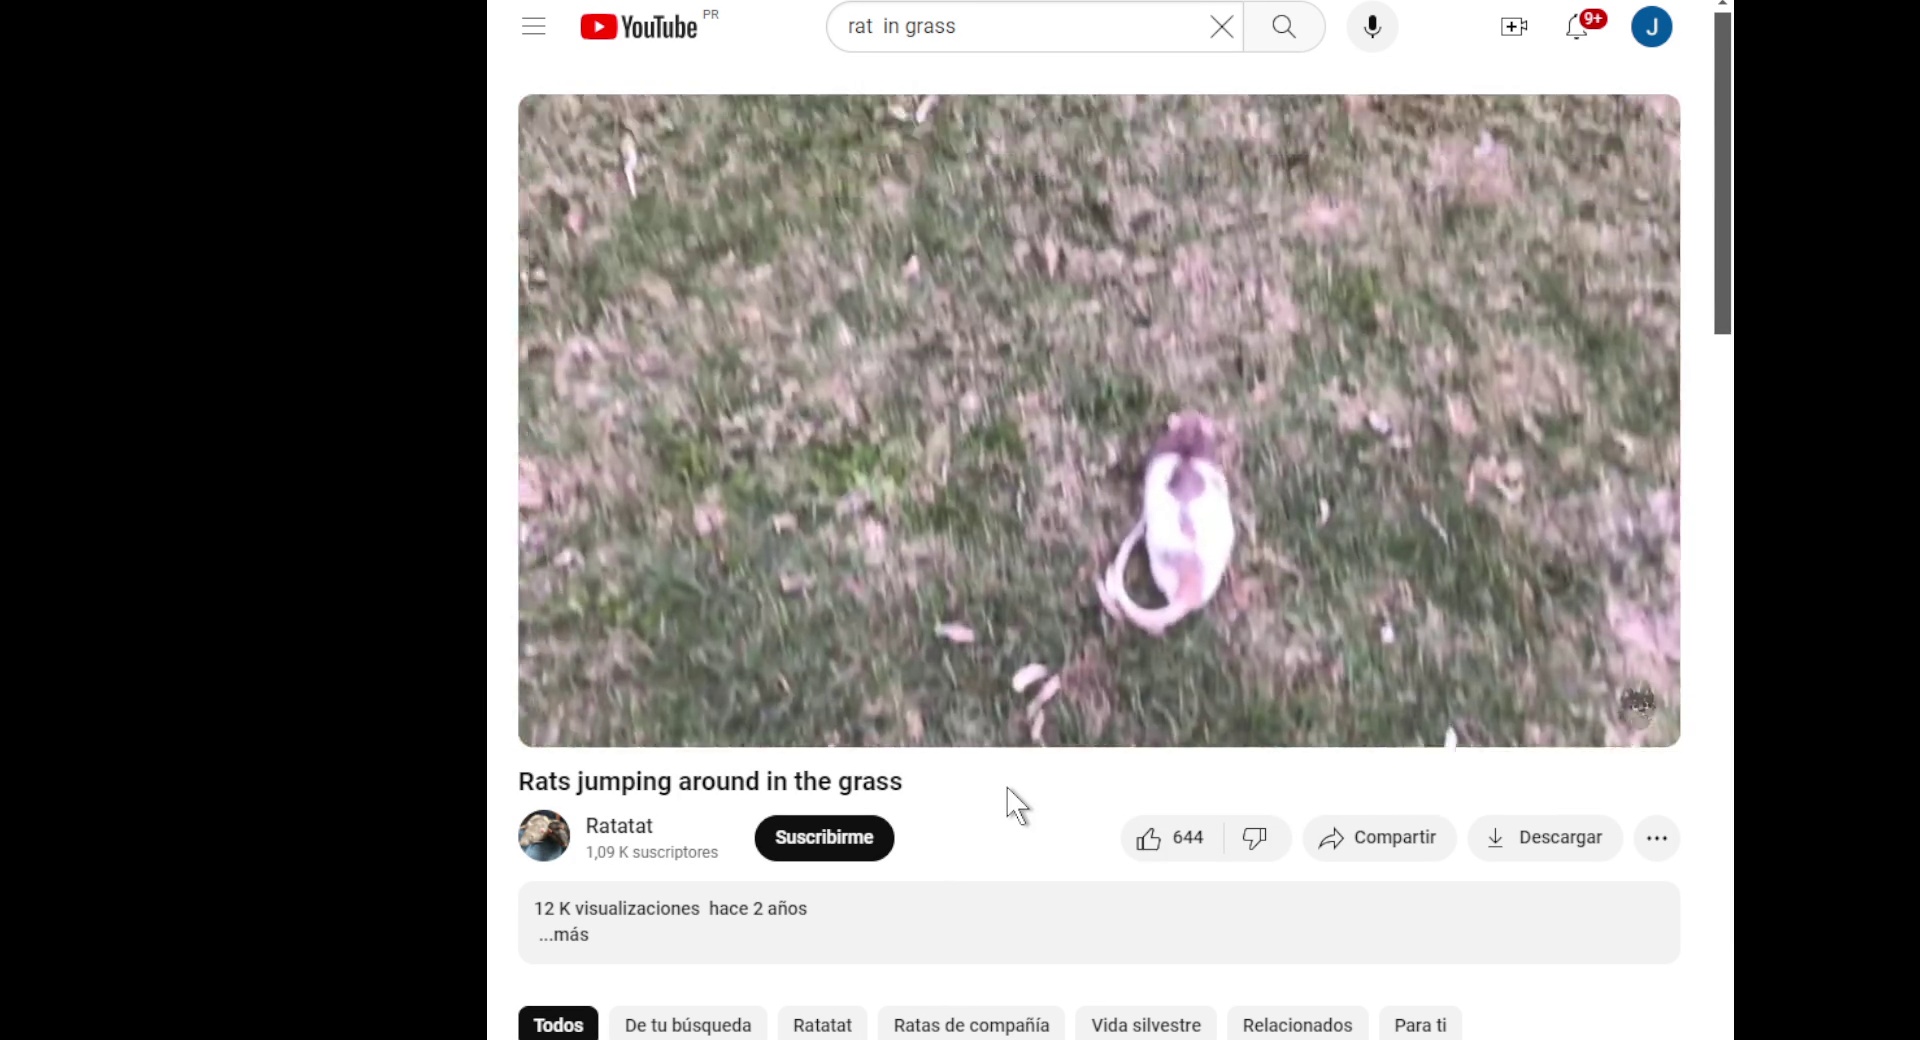 YouTube PR
rat in grass
9+
J
Rats jumping around in the grass
Ratatat
1,09 K suscriptores
Suscribirme
644
Compartir
Descargar
12 K visualizaciones hace 2 años
...más
Todos De tu búsqueda Ratatat Ratas de compañía Vida silvestre Relacionados Para ti